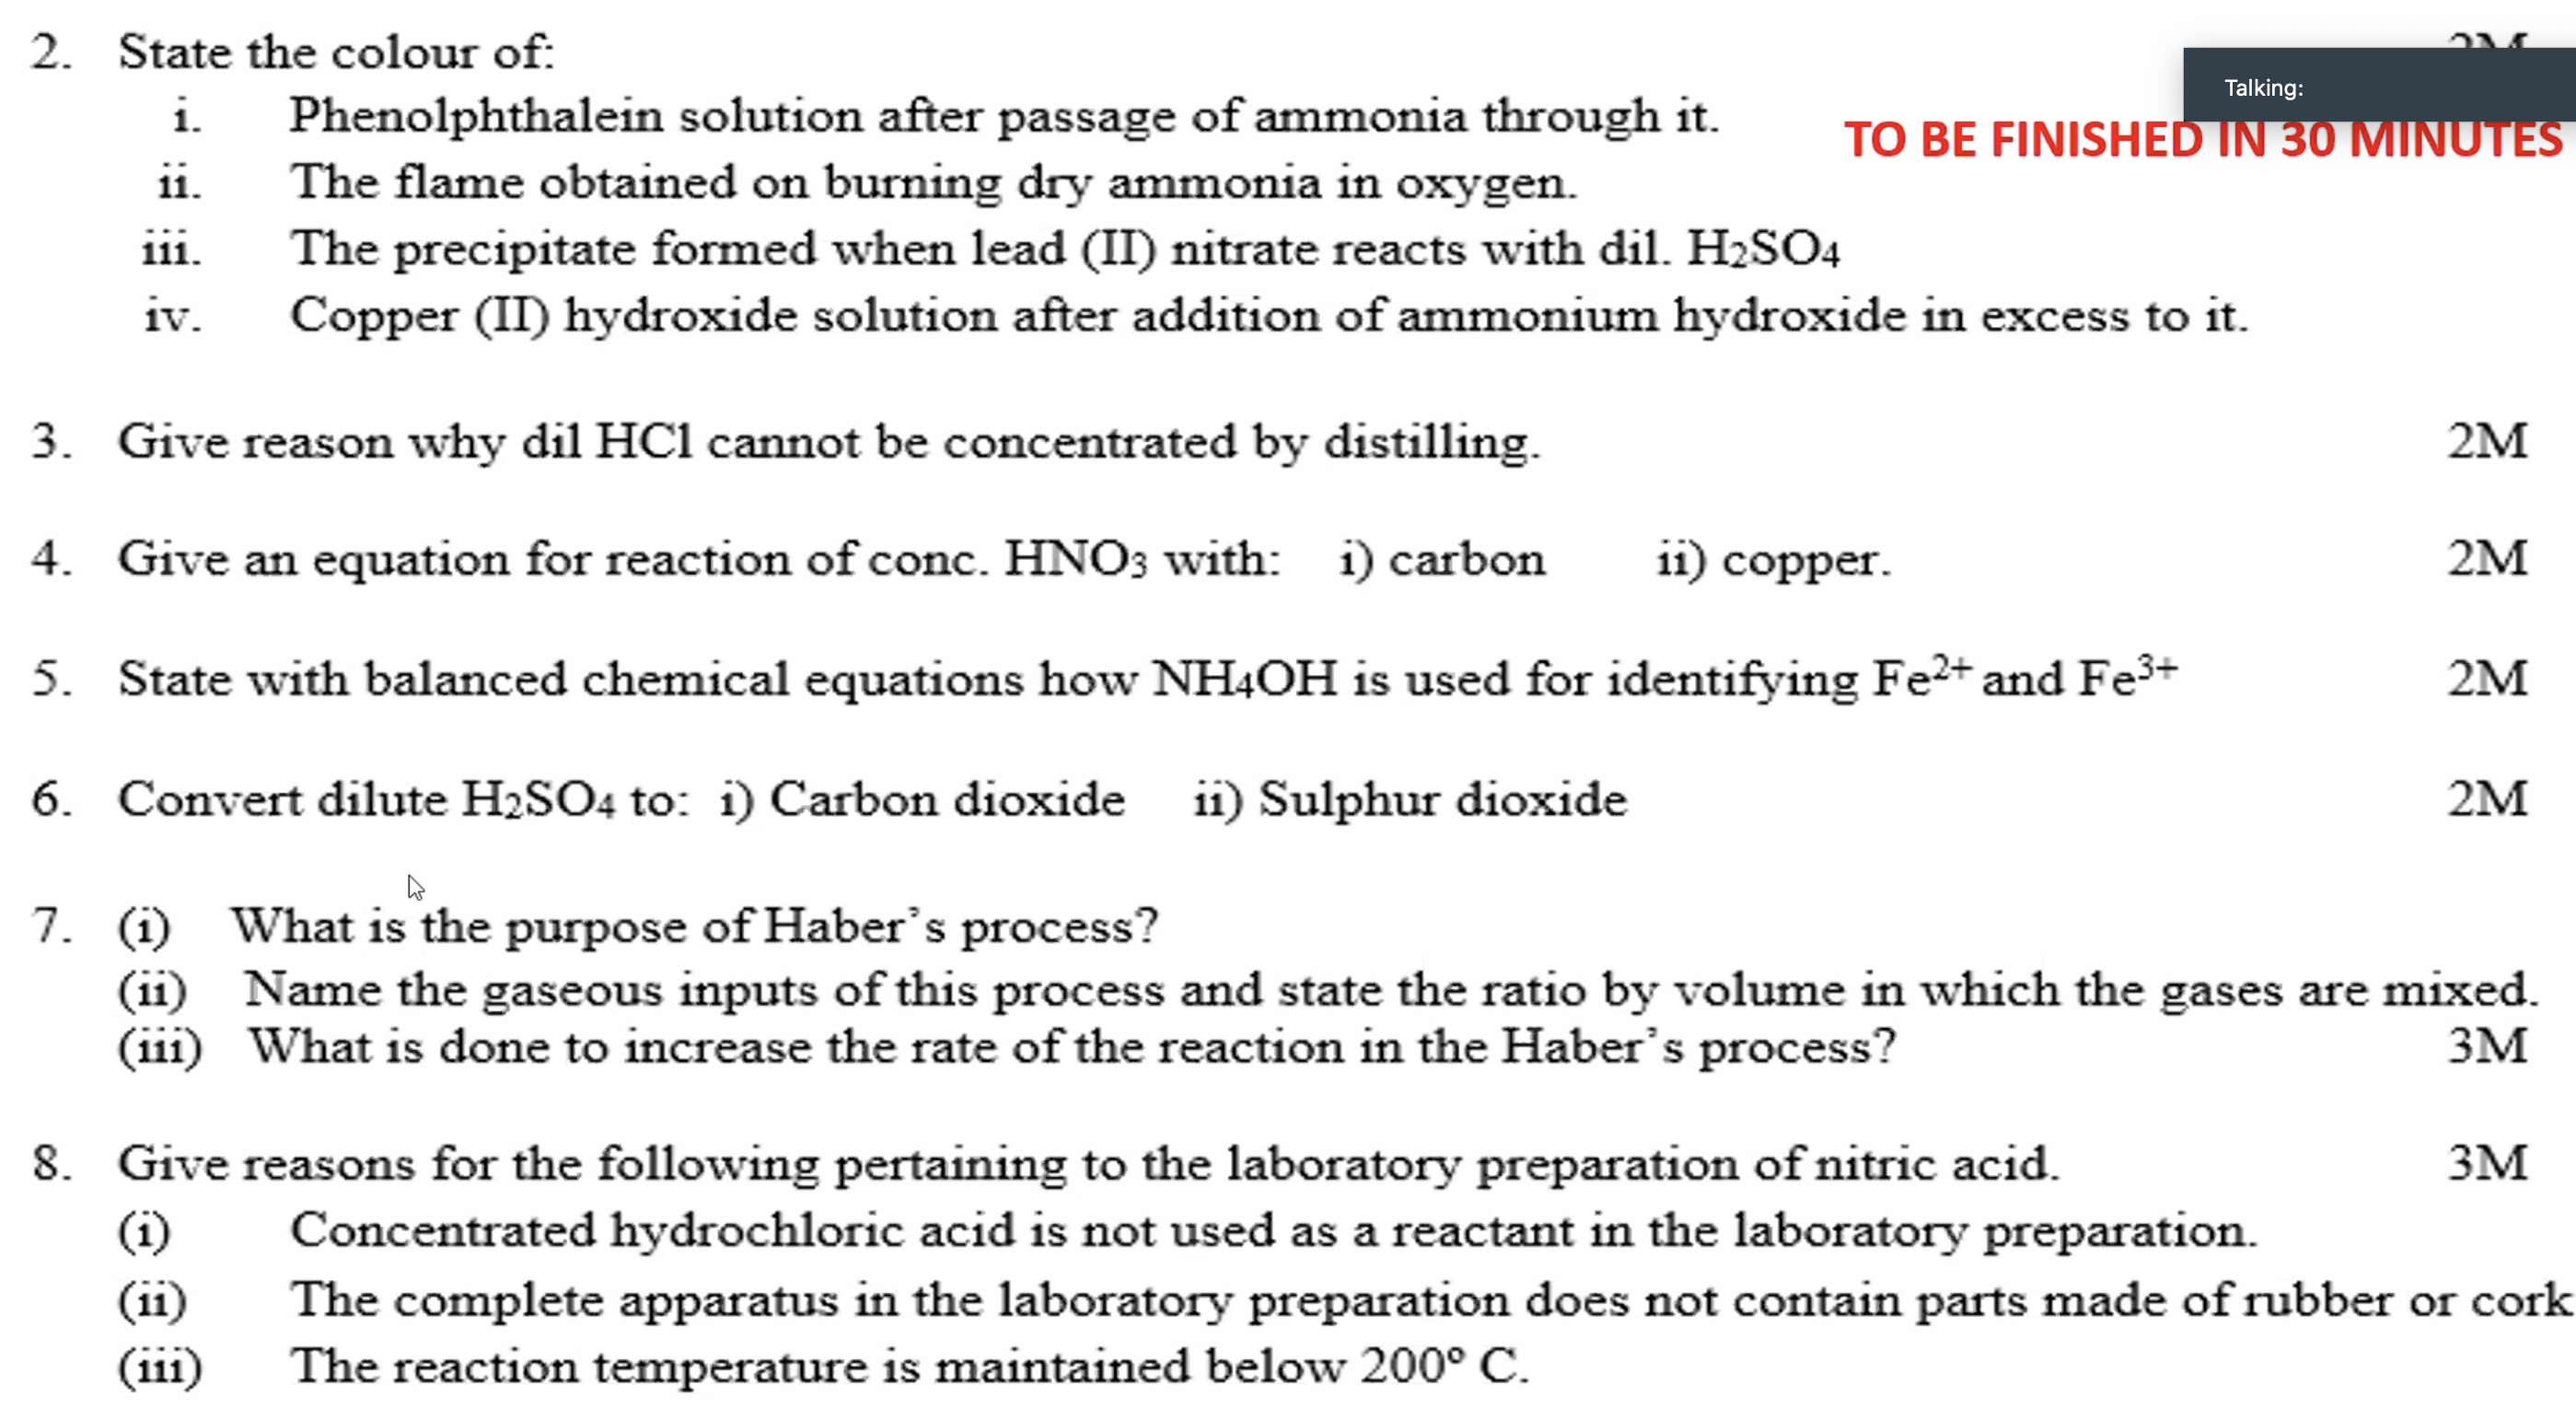 2. State the colour of:
Talking:
TO BE FINISHED IN 30 MINUTES
i. Phenolphthalein solution after passage of ammonia through it.
ii. The flame obtained on burning dry ammonia in oxygen.
iii. The precipitate formed when lead (II) nitrate reacts with dil. H₂SO₄
iv. Copper (II) hydroxide solution after addition of ammonium hydroxide in excess to it.
3. Give reason why dil HCl cannot be concentrated by distilling. 2M
4. Give an equation for reaction of conc. HNO₃ with: i) carbon ii) copper. 2M
5. State with balanced chemical equations how NH₄OH is used for identifying Fe²⁺ and Fe³⁺ 2M
6. Convert dilute H₂SO₄ to: i) Carbon dioxide ii) Sulphur dioxide 2M
7. (i) What is the purpose of Haber's process?
(ii) Name the gaseous inputs of this process and state the ratio by volume in which the gases are mixed.
(iii) What is done to increase the rate of the reaction in the Haber's process? 3M
8. Give reasons for the following pertaining to the laboratory preparation of nitric acid. 3M
(i) Concentrated hydrochloric acid is not used as a reactant in the laboratory preparation.
(ii) The complete apparatus in the laboratory preparation does not contain parts made of rubber or cork
(iii) The reaction temperature is maintained below 200° C.